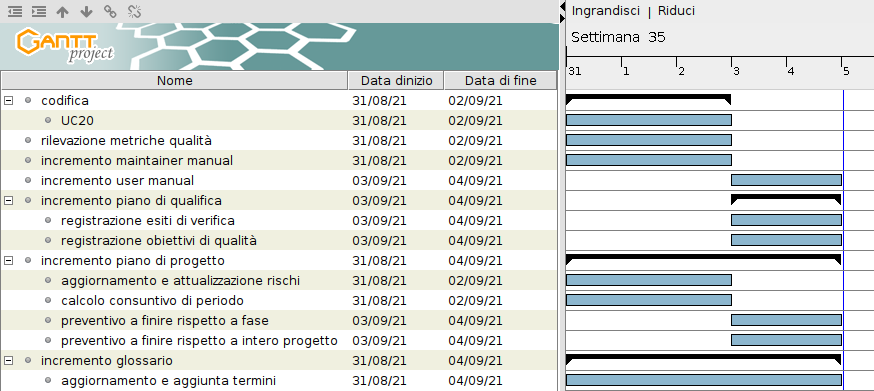 Ingrandisci | Riduci
GANTT
project
Settimana 35
31 1 2 3 4 5
Nome Data dinizio Data di fine
codifica 31/08/21 02/09/21
UC20 31/08/21 02/09/21
rilevazione metriche qualità 31/08/21 02/09/21
incremento maintainer manual 31/08/21 02/09/21
incremento user manual 03/09/21 04/09/21
incremento piano di qualifica 03/09/21 04/09/21
registrazione esiti di verifica 03/09/21 04/09/21
registrazione obiettivi di qualità 03/09/21 04/09/21
incremento piano di progetto 31/08/21 04/09/21
aggiornamento e attualizzazione rischi 31/08/21 02/09/21
calcolo consuntivo di periodo 31/08/21 02/09/21
preventivo a finire rispetto a fase 03/09/21 04/09/21
preventivo a finire rispetto a intero progetto 03/09/21 04/09/21
incremento glossario 31/08/21 04/09/21
aggiornamento e aggiunta termini 31/08/21 04/09/21